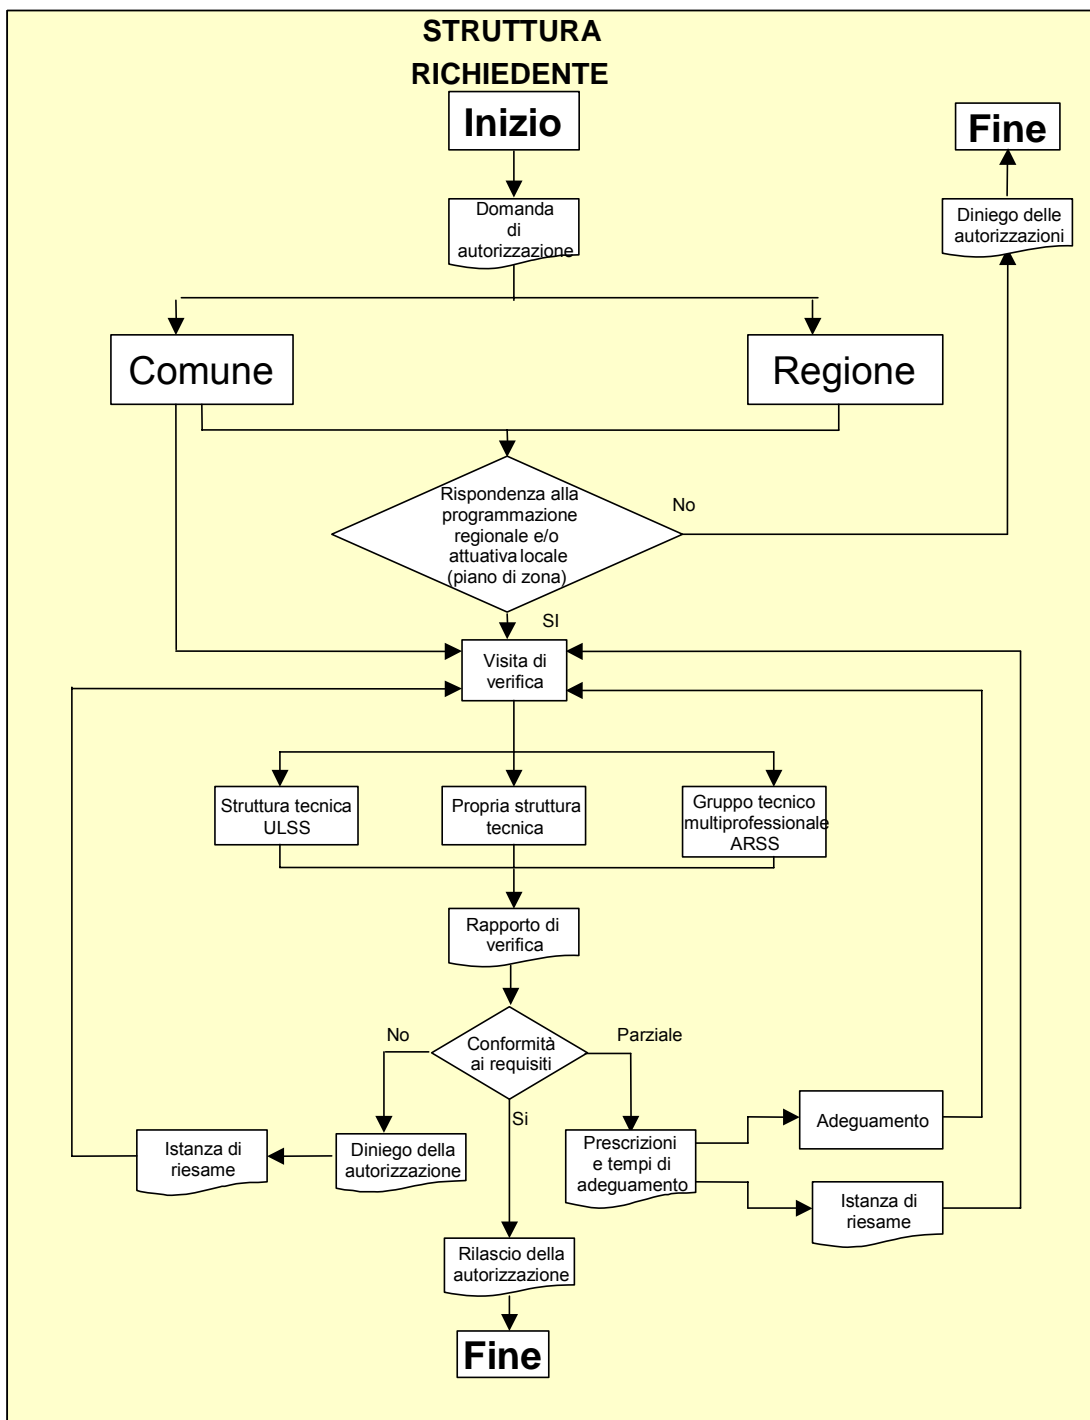 STRUTTURA
RICHIEDENTE
Inizio
Fine
Domanda
di
autorizzazione
Diniego delle
autorizzazioni
Comune
Regione
Rispondenza alla
programmazione
regionale e/o
attuativa locale
(piano di zona)
No
SI
Visita di
verifica
Struttura tecnica
ULSS
Propria struttura
tecnica
Gruppo tecnico
multiprofessionale
ARSS
Rapporto di
verifica
No
Conformità
ai requisiti
Parziale
Si
Istanza di
riesame
Diniego della
autorizzazione
Prescrizioni
e tempi di
adeguamento
Adeguamento
Istanza di
riesame
Rilascio della
autorizzazione
Fine